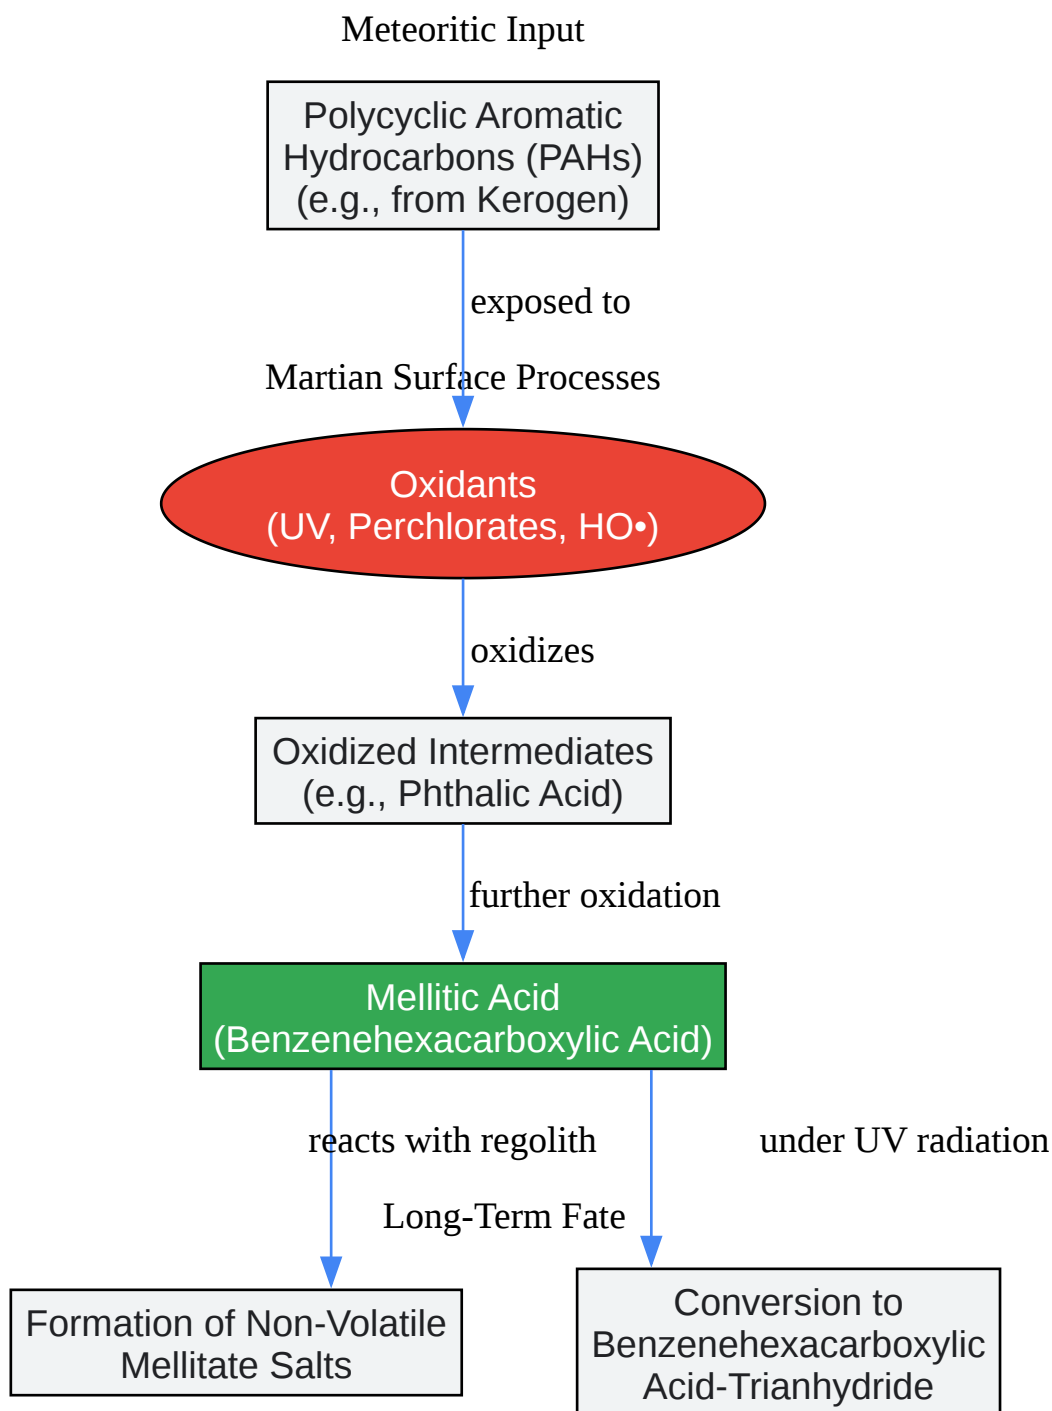 Meteoritic Input
Polycyclic Aromatic
Hydrocarbons (PAHs)
(e.g., from Kerogen)
exposed to
Martian Surface Processes
Oxidants
(UV, Perchlorates, HO•)
oxidizes
Oxidized Intermediates
(e.g., Phthalic Acid)
further oxidation
Mellitic Acid
(Benzenehexacarboxylic Acid)
reacts with regolith
under UV radiation
Long-Term Fate
Formation of Non-Volatile
Mellitate Salts
Conversion to
Benzenehexacarboxylic
Acid-Trianhydride